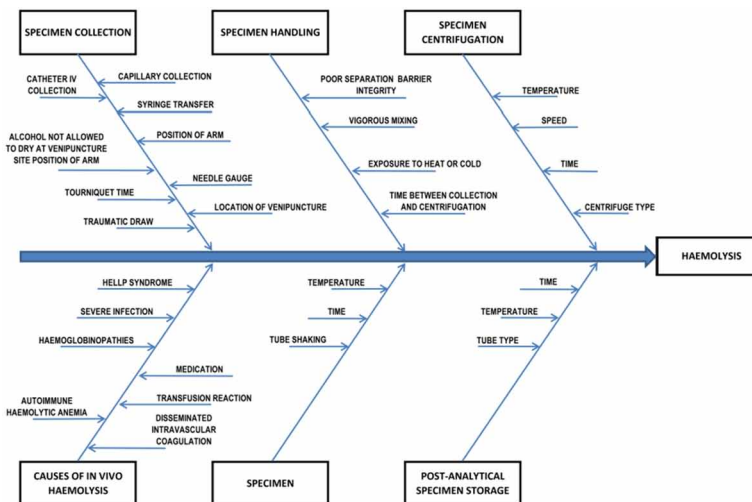 SPECIMEN COLLECTION
SPECIMEN HANDLING
SPECIMEN
CENTRIFUGATION
CATHETER IV
COLLECTION
CAPILLARY COLLECTION
SYRINGE TRANSFER
POSITION OF ARM
ALCOHOL NOT ALLOWED
TO DRY AT VENIPUNCTURE
SITE POSITION OF ARM
NEEDLE GAUGE
TOURNIQUET TIME
LOCATION OF VENIPUNCTURE
TRAUMATIC DRAW
POOR SEPARATION BARRIER
INTEGRITY
VIGOROUS MIXING
EXPOSURE TO HEAT OR COLD
TIME BETWEEN COLLECTION
AND CENTRIFUGATION
TEMPERATURE
SPEED
TIME
CENTRIFUGE TYPE
HAEMOLYSIS
HELLP SYNDROME
SEVERE INFECTION
HAEMOGLOBINOPATHIES
MEDICATION
TRANSFUSION REACTION
AUTOIMMUNE
HAEMOLYTIC ANEMIA
DISSEMINATED
INTRAVASCULAR
COAGULATION
TEMPERATURE
TIME
TUBE SHAKING
TIME
TEMPERATURE
TUBE TYPE
CAUSES OF IN VIVO
HAEMOLYSIS
SPECIMEN
POST-ANALYTICAL
SPECIMEN STORAGE